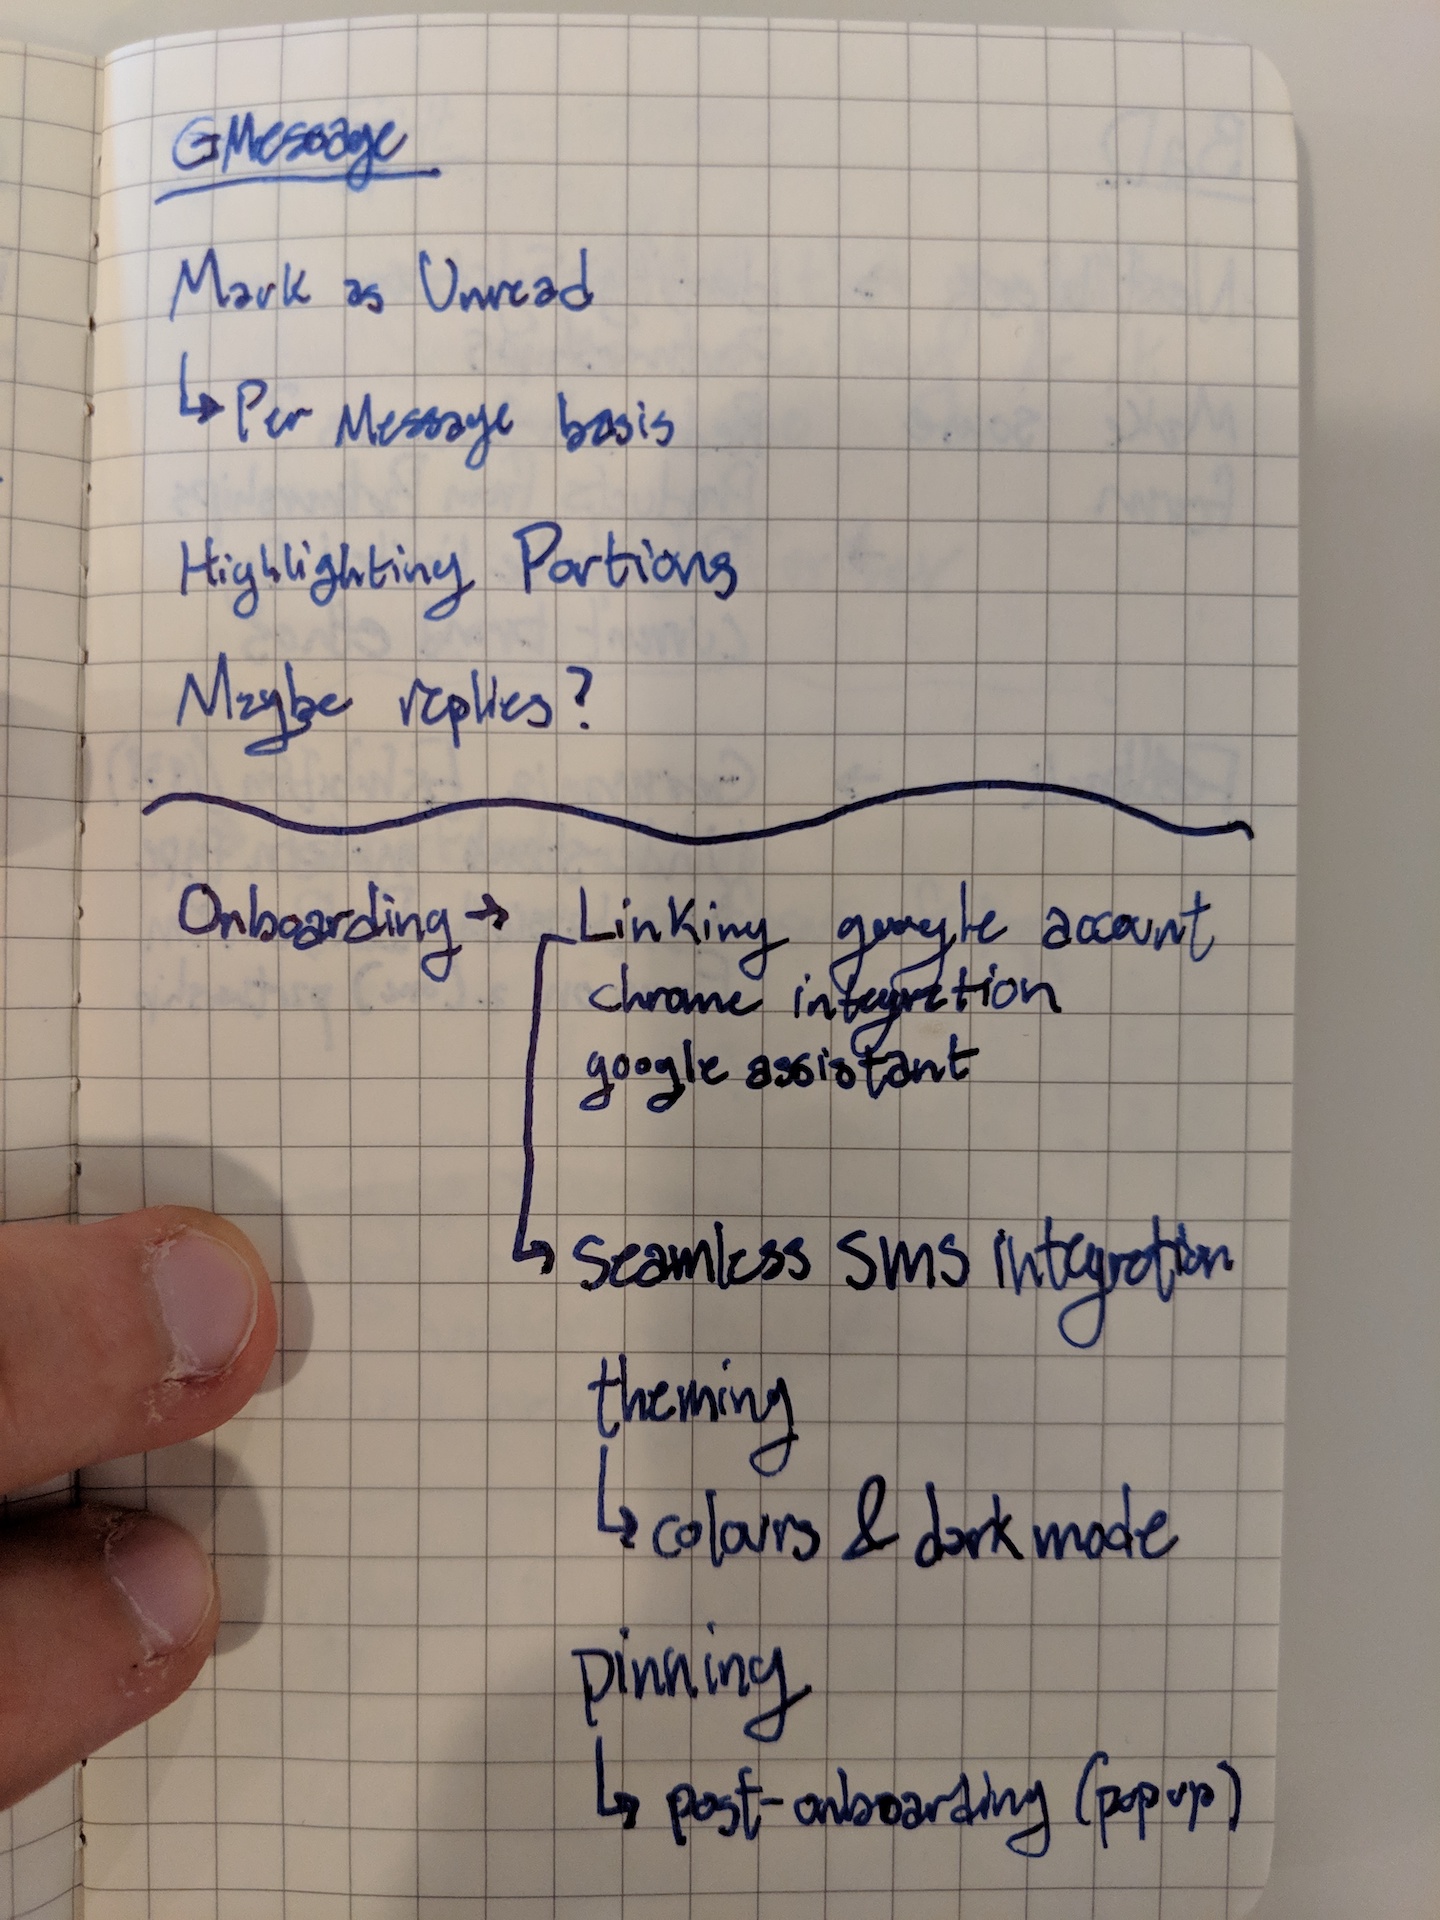 GMessage
Mark as Unread
↳ Per Message basis
Highlighting Portions
Maybe replies?
Onboarding → Linking google account
chrome integration
google assistant
↳ seamless SMS integration
theming
↳ colours & dark mode
pinning
↳ post-onboarding (popup)